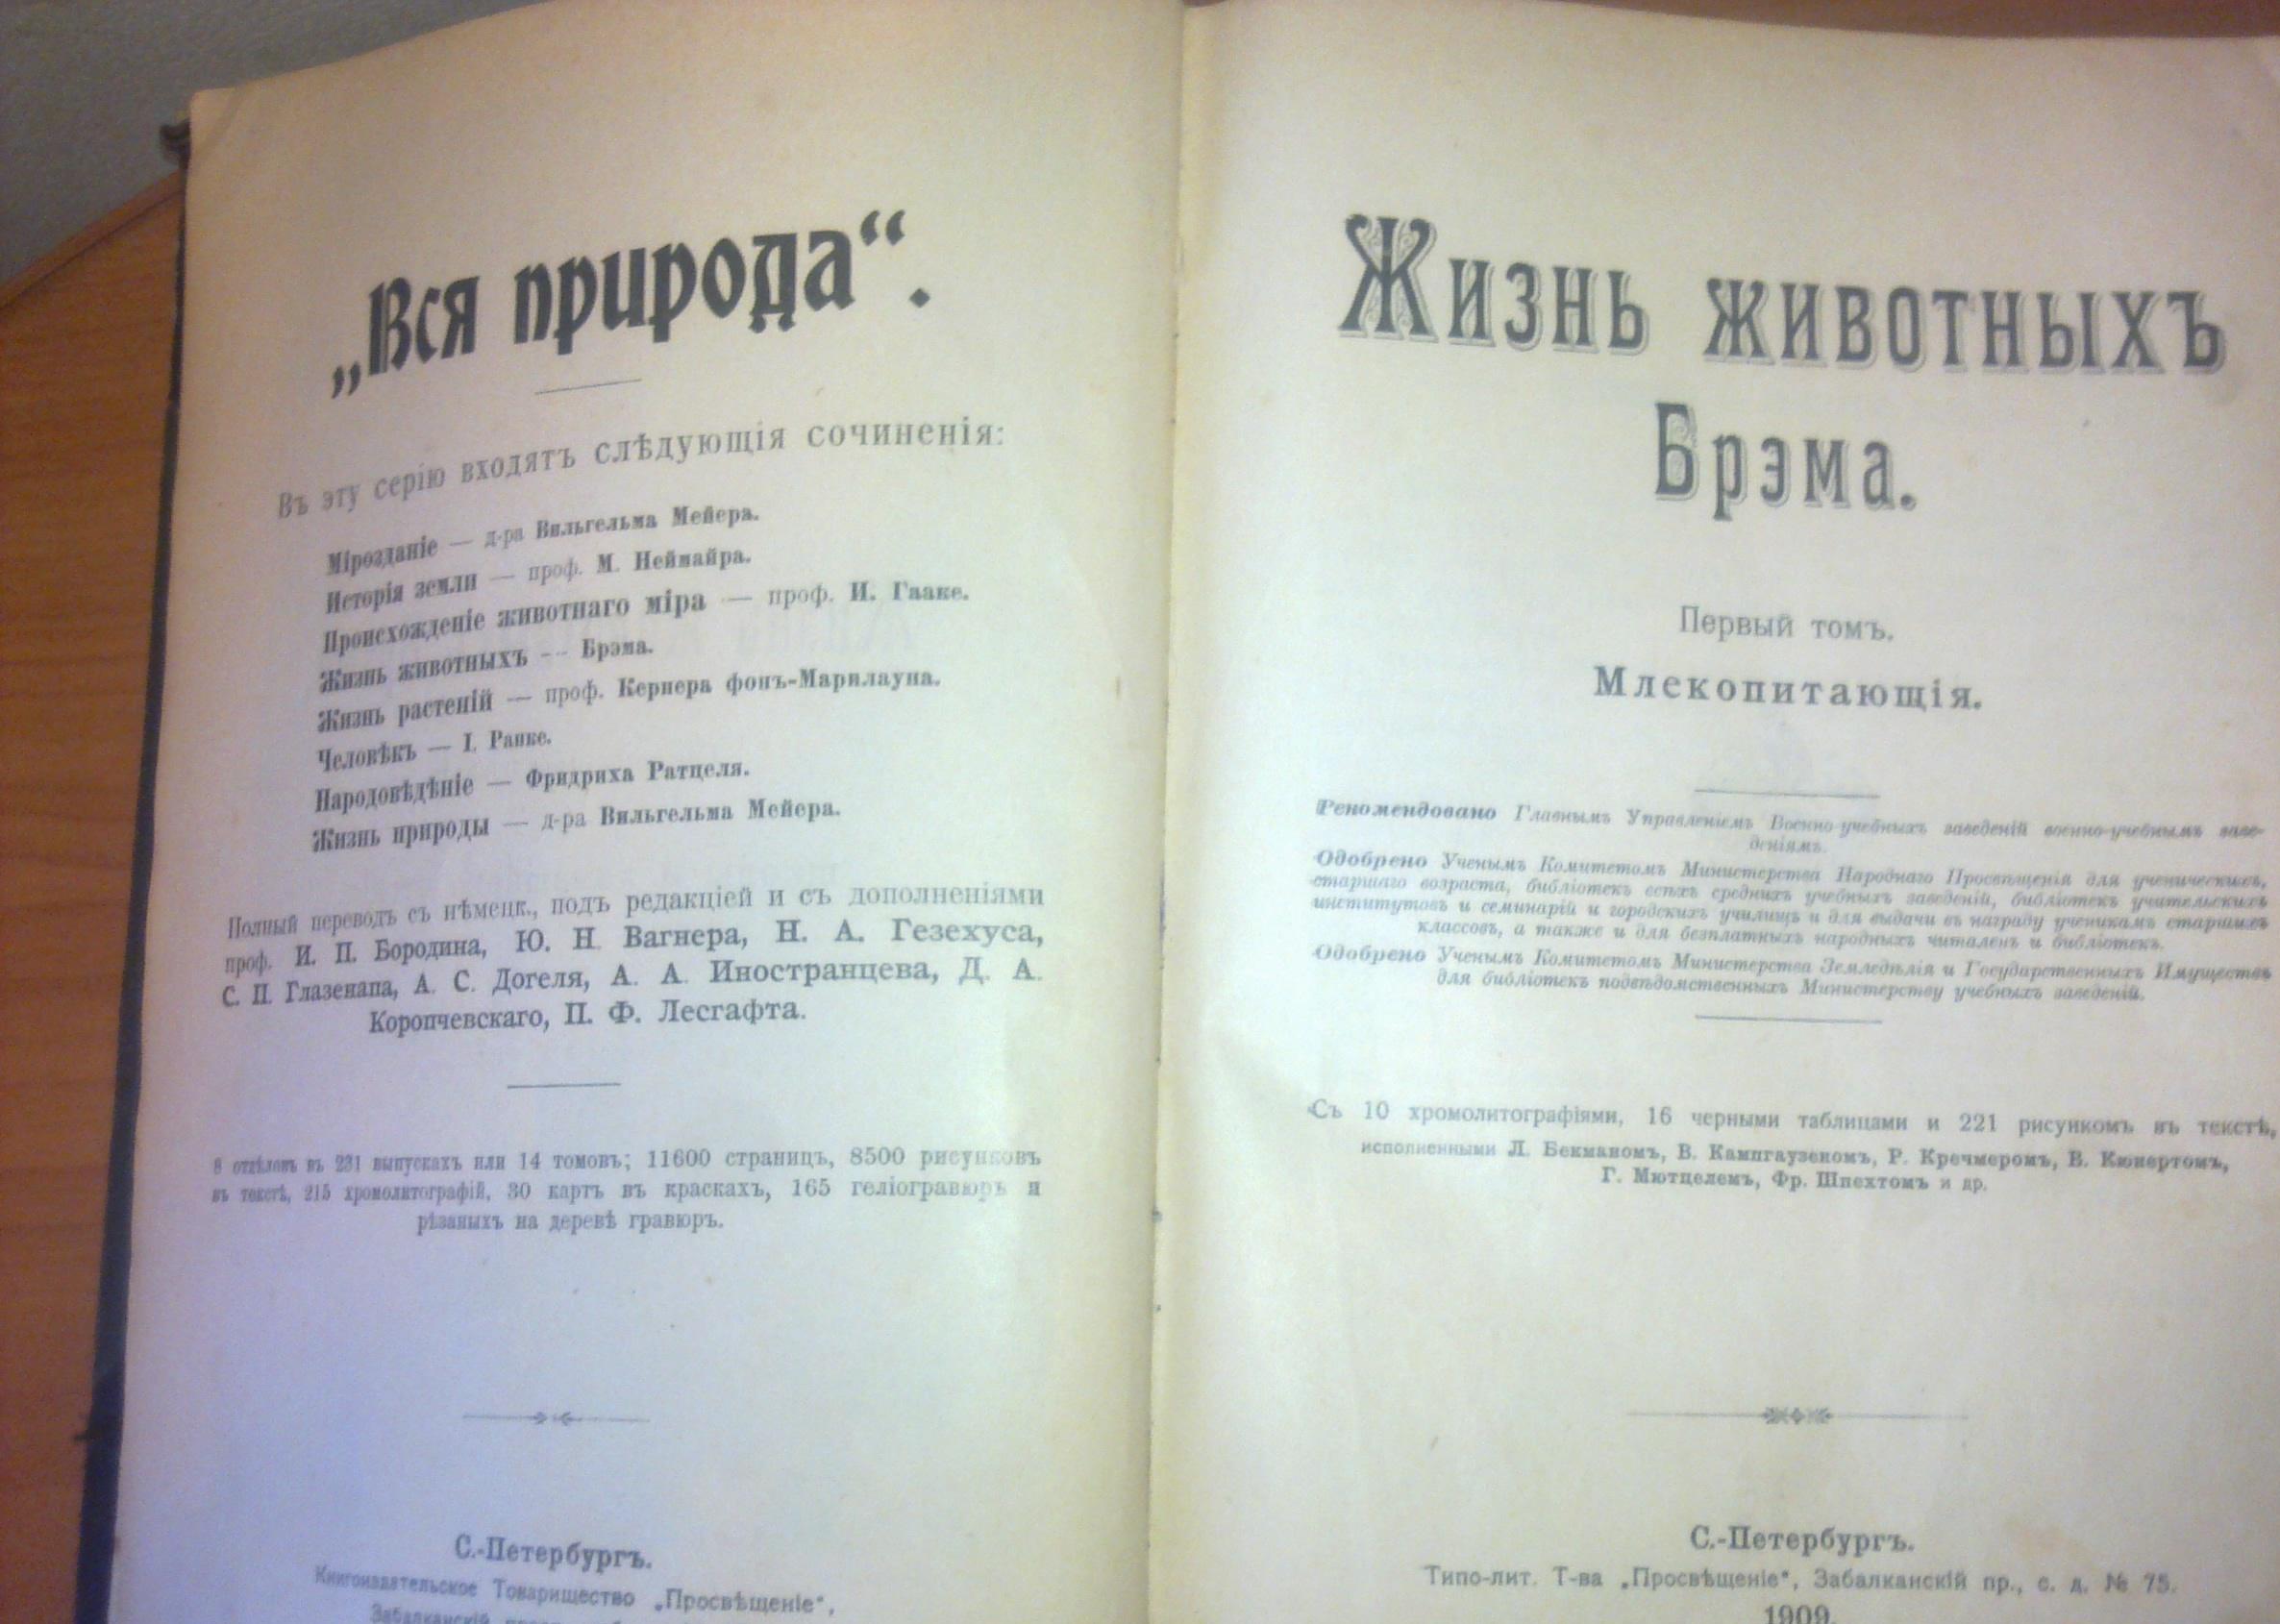 „Вся природа“.
Въ эту серію входятъ слѣдующія сочиненія:
Мірозданіе — д-ра Вильгельма Мейера.
Исторія земли — проф. М. Неймайра.
Происхожденіе животнаго міра — проф. И. Гааке.
Жизнь животныхъ — Брэма.
Жизнь растеній — проф. Кернера фонъ-Марилауна.
Человѣкъ — І. Ранке.
Народовѣдѣніе — Фридриха Ратцеля.
Жизнь природы — д-ра Вильгельма Мейера.
Полный переводъ съ нѣмецк., подъ редакціей и съ дополненіями
проф. И. П. Бородина, Ю. Н. Вагнера, Н. А. Гезехуса,
С. П. Глазенапа, А. С. Догеля, А. А. Иностранцева, Д. А.
Коропчевскаго, П. Ф. Лесгафта.
8 отдѣловъ въ 231 выпускахъ или 14 томовъ; 11600 страницъ, 8500 рисунковъ
въ текстѣ, 215 хромолитографій, 30 картъ въ краскахъ, 165 геліогравюръ и
рѣзаныхъ на деревѣ гравюръ.
С.-Петербургъ.
Книгоиздательское Товарищество „Просвѣщеніе“,
Забалканскій
Жизнь животныхъ
Брэма.
Первый томъ.
Млекопитающія.
Рекомендовано Главнымъ Управленіемъ Военно-учебныхъ заведеній военно-учебнымъ заве-
деніямъ.
Одобрено Ученымъ Комитетомъ Министерства Народнаго Просвѣщенія для ученическихъ,
старшаго возраста, библіотекъ всѣхъ среднихъ учебныхъ заведеній, библіотекъ учительскихъ
институтовъ и семинарій и городскихъ училищъ и для выдачи въ награду ученикамъ старшихъ
классовъ, а также и для безплатныхъ народныхъ читаленъ и библіотекъ.
Одобрено Ученымъ Комитетомъ Министерства Земледѣлія и Государственныхъ Имуществъ
для библіотекъ подвѣдомственныхъ Министерству учебныхъ заведеній.
Съ 10 хромолитографіями, 16 черными таблицами и 221 рисункомъ въ текстѣ,
исполненными Л. Бекманомъ, В. Кампгаузеномъ, Р. Кречмеромъ, В. Кюнертомъ,
Г. Мютцелемъ, Фр. Шпехтомъ и др.
С.-Петербургъ.
Типо-лит. Т-ва „Просвѣщеніе“, Забалканскій пр., с. д. № 75.
1909.